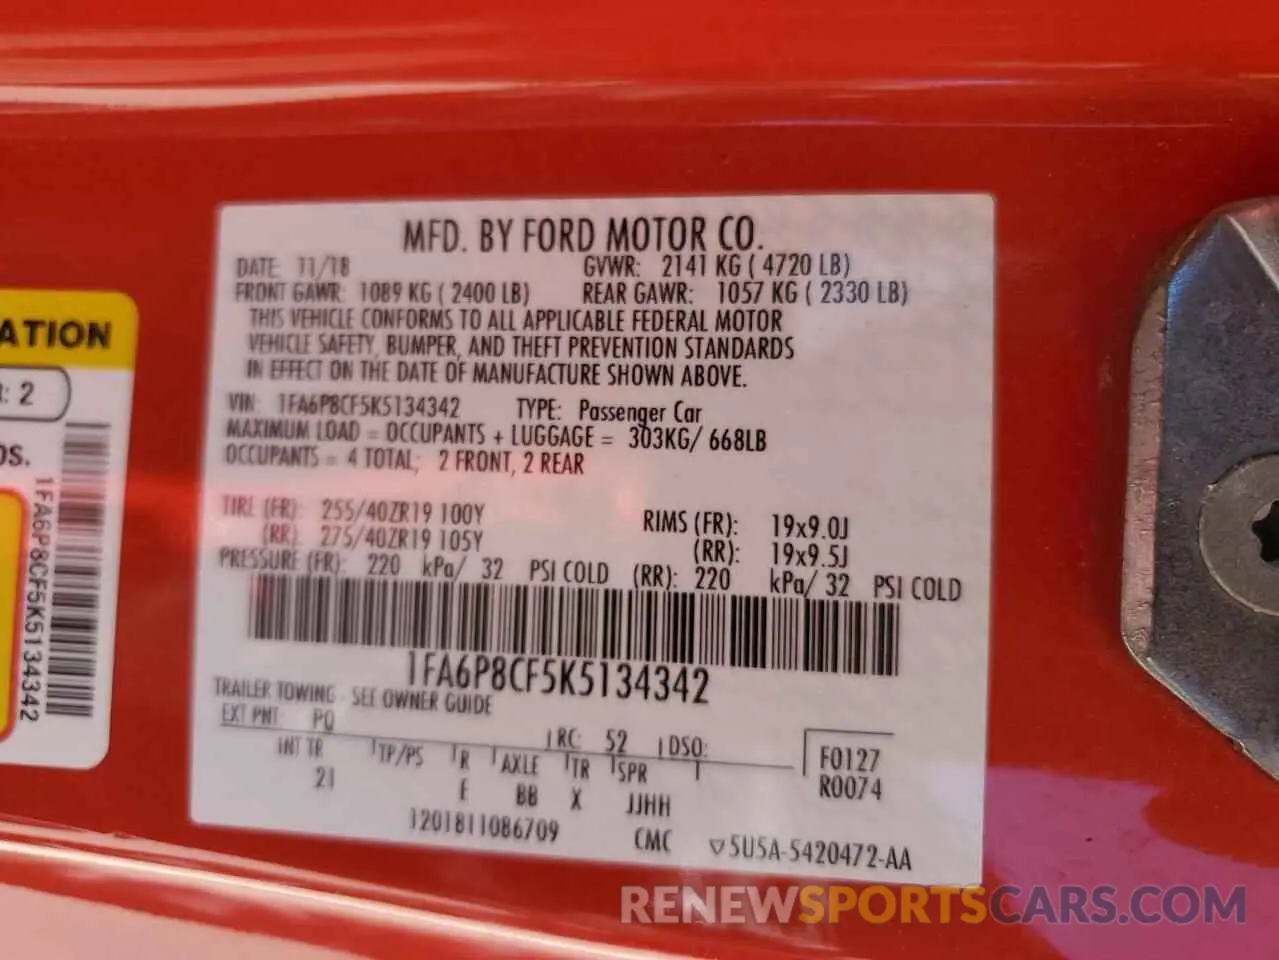 MFD. BY FORD MOTOR CO.
DATE: 11/18 GVWR: 2141 KG ( 4720 LB)
FRONT GAWR: 1089 KG ( 2400 LB) REAR GAWR: 1057 KG ( 2330 LB)
THIS VEHICLE CONFORMS TO ALL APPLICABLE FEDERAL MOTOR
VEHICLE SAFETY, BUMPER, AND THEFT PREVENTION STANDARDS
IN EFFECT ON THE DATE OF MANUFACTURE SHOWN ABOVE.
VIN: 1FA6P8CF5K5134342 TYPE: Passenger Car
MAXIMUM LOAD = OCCUPANTS + LUGGAGE = 303KG/ 668LB
OCCUPANTS = 4 TOTAL; 2 FRONT, 2 REAR
TIRE (FR): 255/40ZR19 100Y RIMS (FR): 19x9.0J
(RR): 275/40ZR19 105Y (RR): 19x9.5J
PRESSURE (FR): 220 kPa/ 32 PSI COLD (RR): 220 kPa/ 32 PSI COLD
1FA6P8CF5K5134342
TRAILER TOWING - SEE OWNER GUIDE
EXT PNT: PQ RC: 52 DSO:
INT TR TP/PS R AXLE TR SPR F0127
21 E BB X JJHH R0074
1201811086709 CMC ▽5U5A-5420472-AA
ATION
: 2
OS.
1FA6P8CF5K5134342
RENEWSPORTSCARS.COM